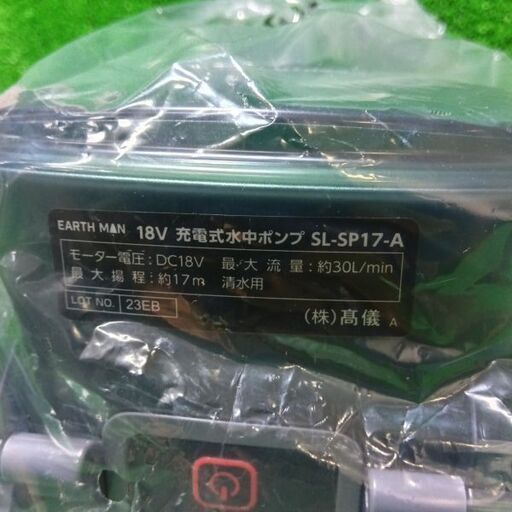 EARTH MAN 18V 充電式水中ポンプ SL-SP17-A
モーター電圧：DC18V 最大流量：約30L/min
最大揚程：約17m 清水用
LOT NO. 23EB
(株)髙儀 A